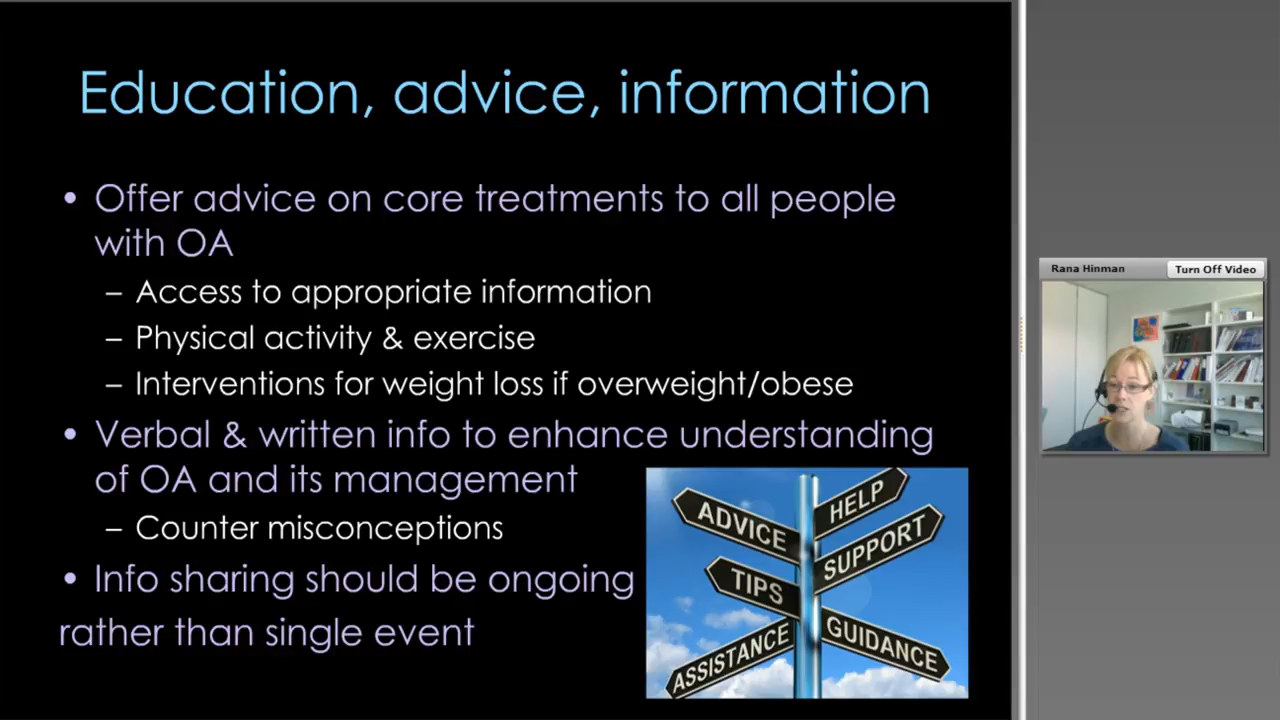 Education, advice, information
• Offer advice on core treatments to all people
with OA
– Access to appropriate information
– Physical activity & exercise
– Interventions for weight loss if overweight/obese
• Verbal & written info to enhance understanding
of OA and its management
– Counter misconceptions
• Info sharing should be ongoing
rather than single event
ADVICE
HELP
SUPPORT
TIPS
ASSISTANCE
GUIDANCE
Rana Hinman
Turn Off Video